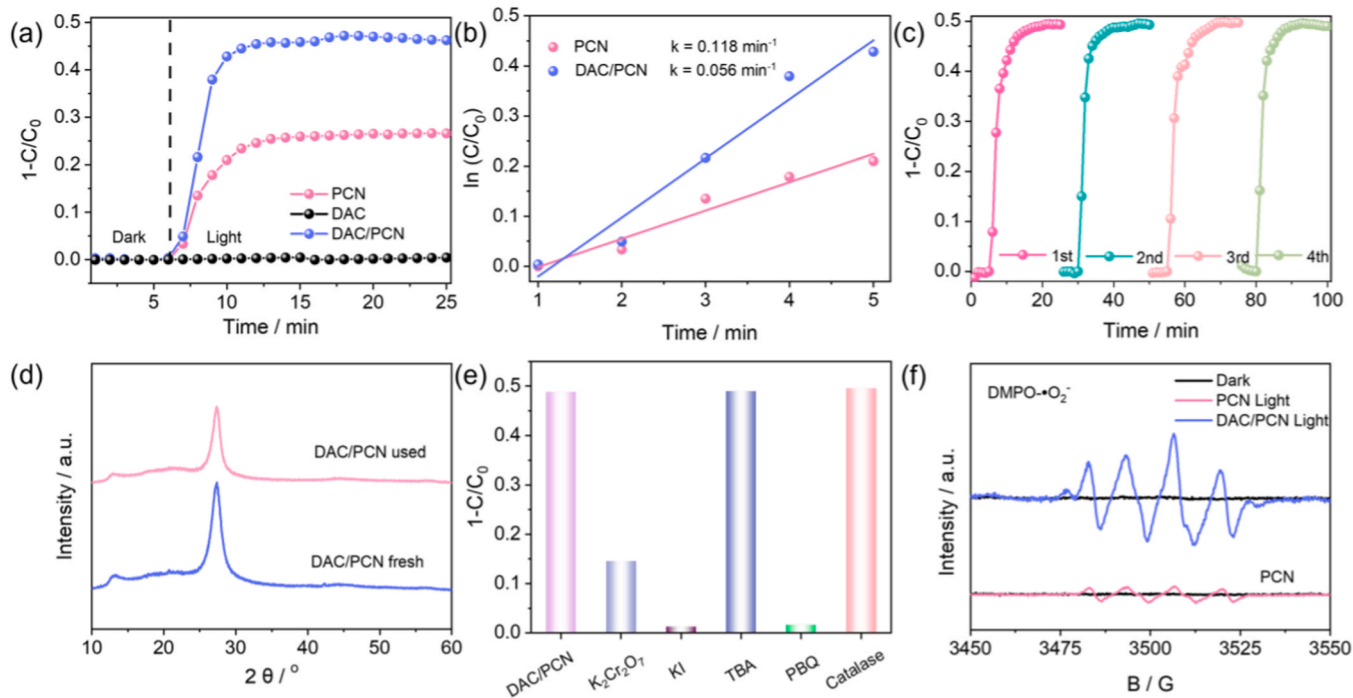 (a)
1-C/C₀
0.5
0.4
0.3
0.2
0.1
0.0
Dark
Light
PCN
DAC
DAC/PCN
5
10
15
20
25
Time / min
(b)
ln (C/C₀)
0.5
0.4
0.3
0.2
0.1
0.0
PCN k = 0.118 min⁻¹
DAC/PCN k = 0.056 min⁻¹
1
2
3
4
5
Time / min
(c)
1-C/C₀
0.5
0.4
0.3
0.2
0.1
0.0
1st
2nd
3rd
4th
0
20
40
60
80
100
Time / min
(d)
Intensity / a.u.
DAC/PCN used
DAC/PCN fresh
10
20
30
40
50
60
2 θ / °
(e)
1-C/C₀
0.5
0.4
0.3
0.2
0.1
0.0
DAC/PCN
K₂Cr₂O₇
KI
TBA
PBQ
Catalase
(f)
Intensity / a.u.
DMPO-•O₂⁻
Dark
PCN Light
DAC/PCN Light
PCN
3450
3475
3500
3525
3550
B / G